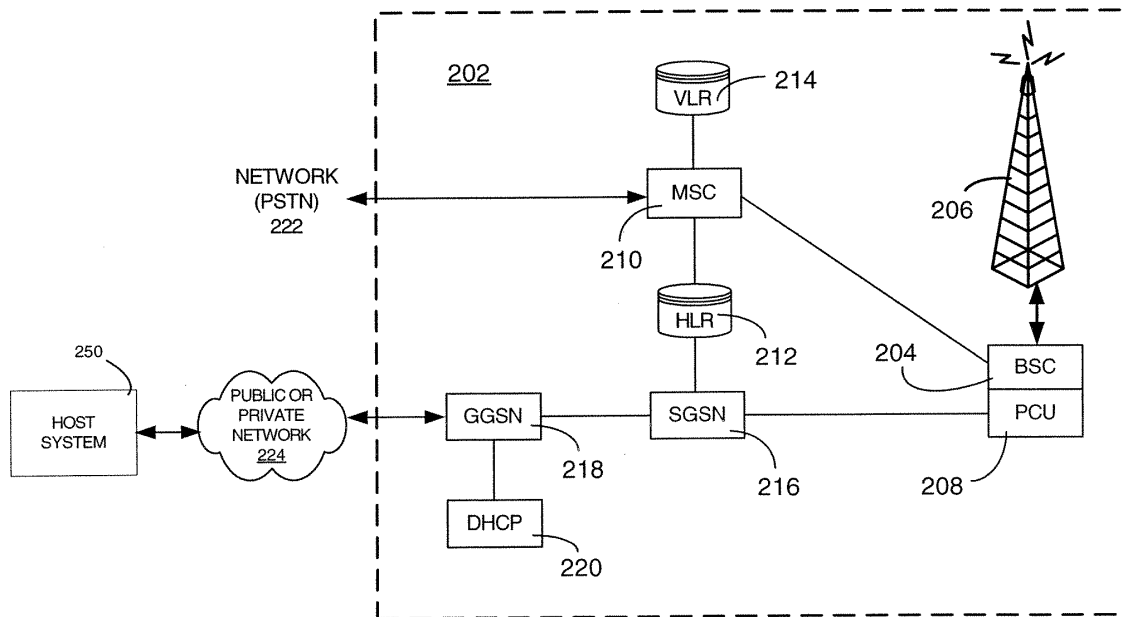 202
VLR
214
NETWORK
(PSTN)
222
MSC
210
206
HLR
212
204
BSC
PCU
208
250
HOST
SYSTEM
PUBLIC OR
PRIVATE
NETWORK
224
GGSN
218
SGSN
216
DHCP
220